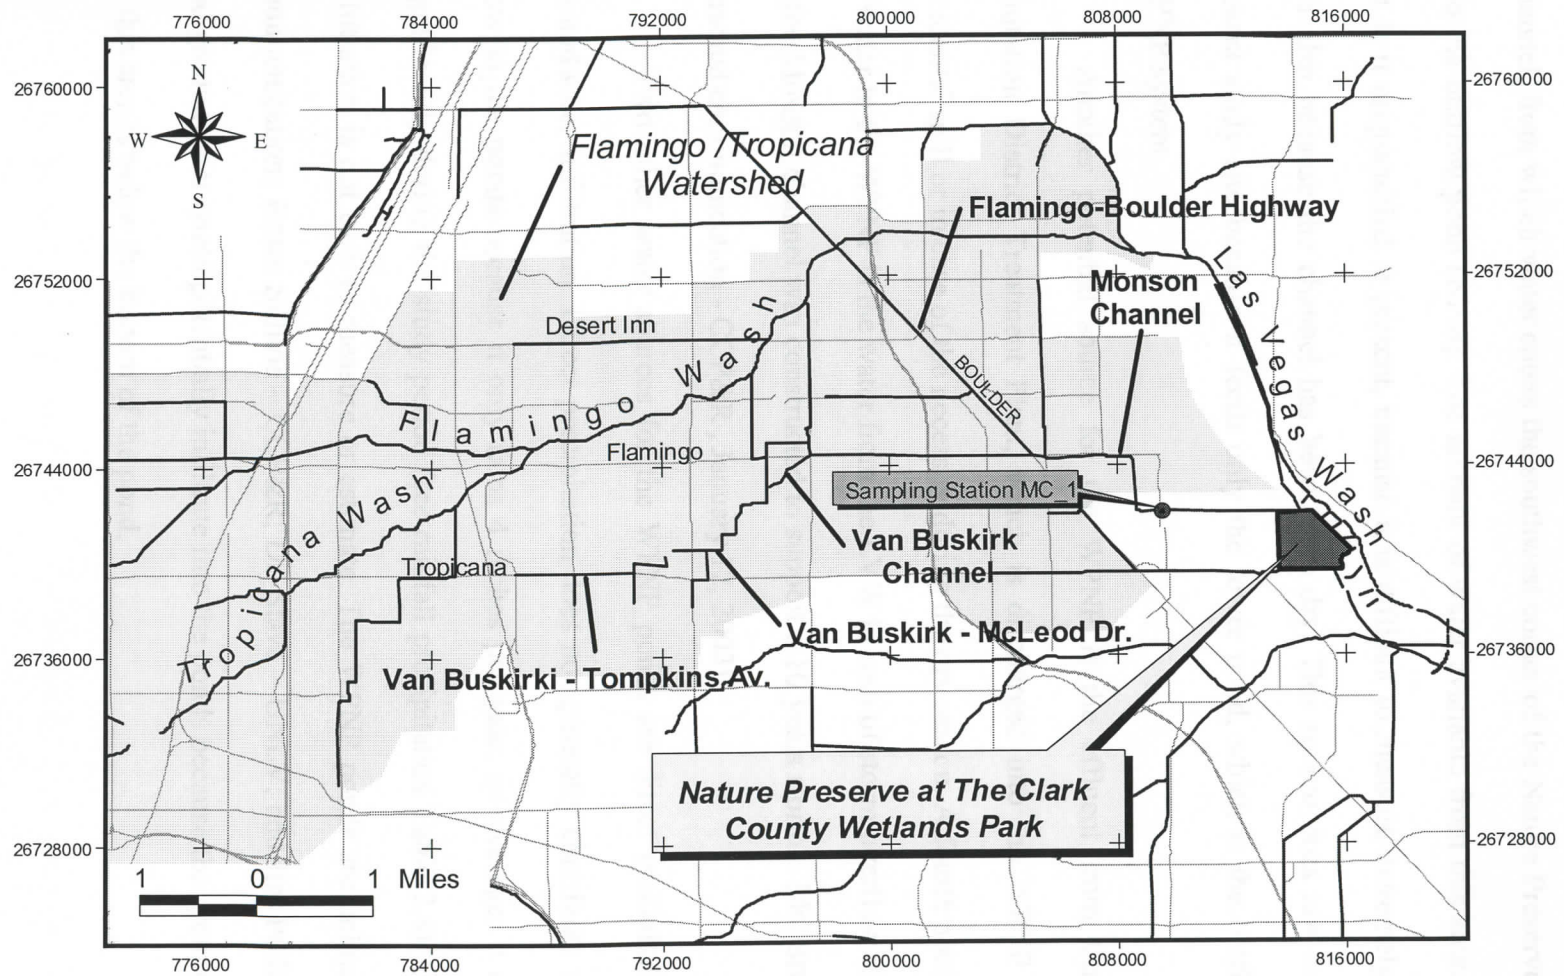 776000
784000
792000
800000
808000
816000
26760000
26760000
N
W
E
S
Flamingo /Tropicana
Watershed
Flamingo-Boulder Highway
26752000
26752000
Las Vegas Wash
Monson
Channel
Desert Inn
BOULDER
Flamingo Wash
Flamingo
26744000
26744000
Sampling Station MC_1
Tropicana Wash
Van Buskirk
Channel
Tropicana
Van Buskirk - McLeod Dr.
26736000
26736000
Van Buskirki - Tompkins Av.
Nature Preserve at The Clark
County Wetlands Park
26728000
26728000
1 0 1 Miles
776000
784000
792000
800000
808000
816000